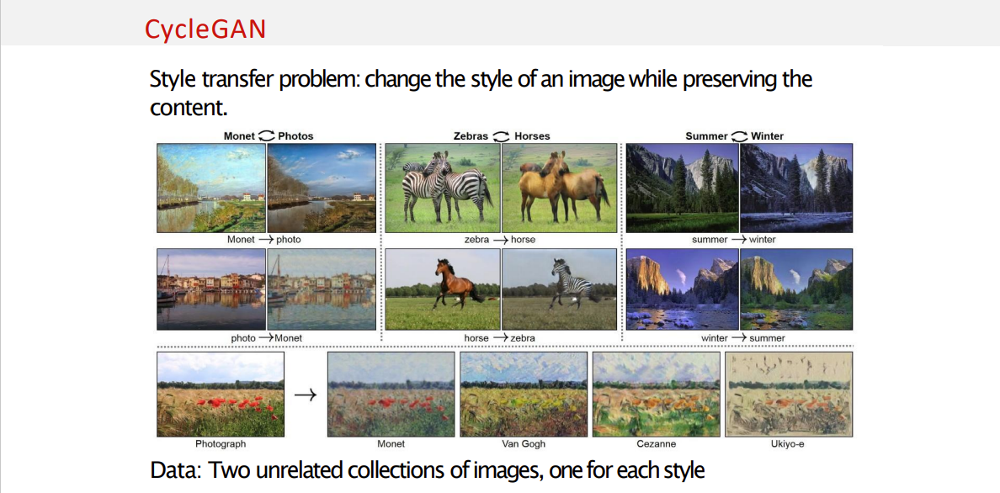 CycleGAN
Style transfer problem: change the style of an image while preserving the
content.
Monet Photos
Zebras Horses
Summer Winter
Monet → photo
zebra → horse
summer → winter
photo → Monet
horse → zebra
winter → summer
→
Photograph
Monet
Van Gogh
Cezanne
Ukiyo-e
Data: Two unrelated collections of images, one for each style